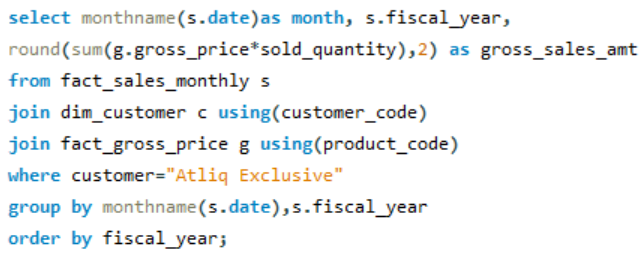 select monthname(s.date)as month, s.fiscal_year,
round(sum(g.gross_price*sold_quantity),2) as gross_sales_amt
from fact_sales_monthly s
join dim_customer c using(customer_code)
join fact_gross_price g using(product_code)
where customer="Atliq Exclusive"
group by monthname(s.date),s.fiscal_year
order by fiscal_year;